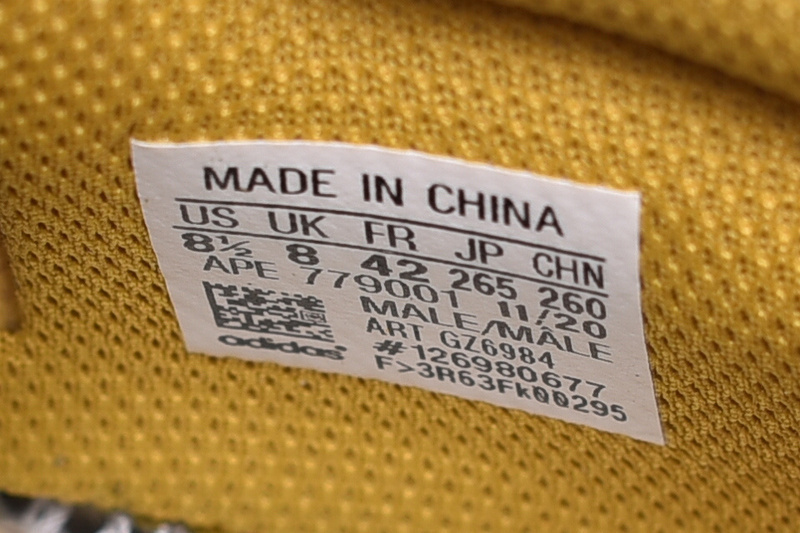 MADE IN CHINA
US UK FR JP CHN
8½ 8 42 265 260
APE 779001 11/20
MALE/MÂLE
ART GZ6984
#126980677
F>3R63Fk00295
adidas